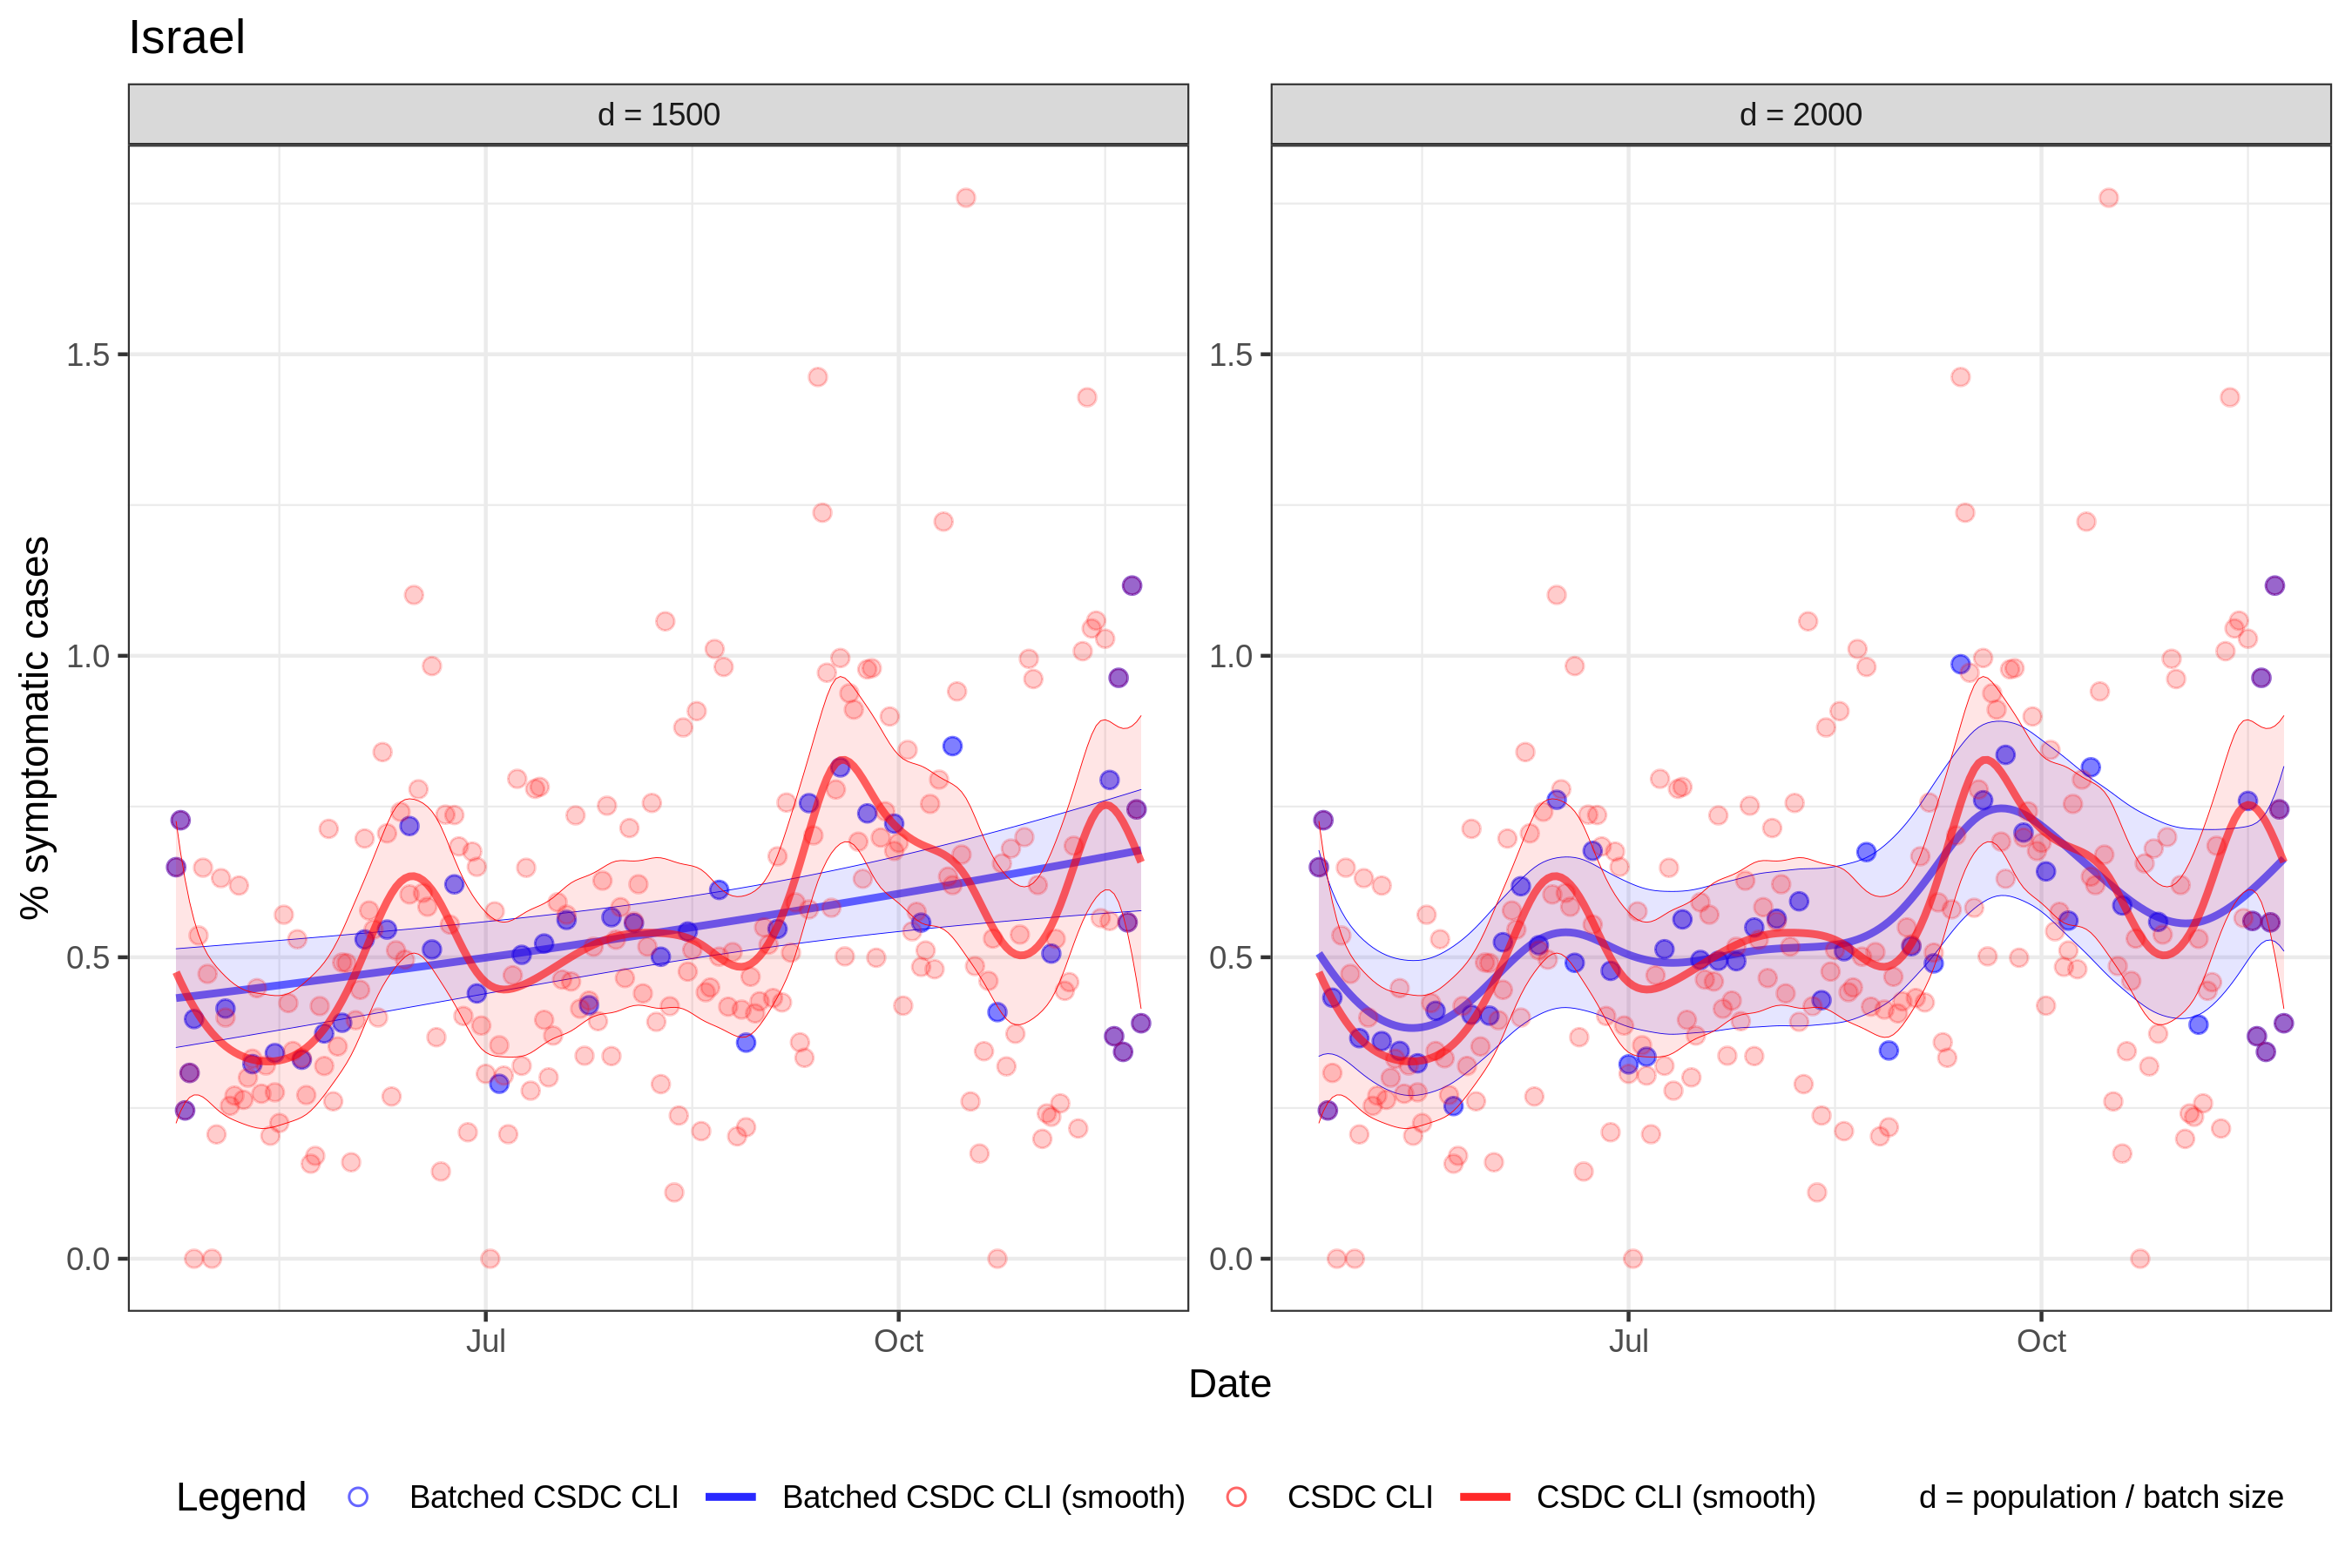 Israel
d = 1500
d = 2000
% symptomatic cases
1.5
1.0
0.5
0.0
1.5
1.0
0.5
0.0
Jul
Oct
Jul
Oct
Date
Legend
Batched CSDC CLI
Batched CSDC CLI (smooth)
CSDC CLI
CSDC CLI (smooth)
d = population / batch size